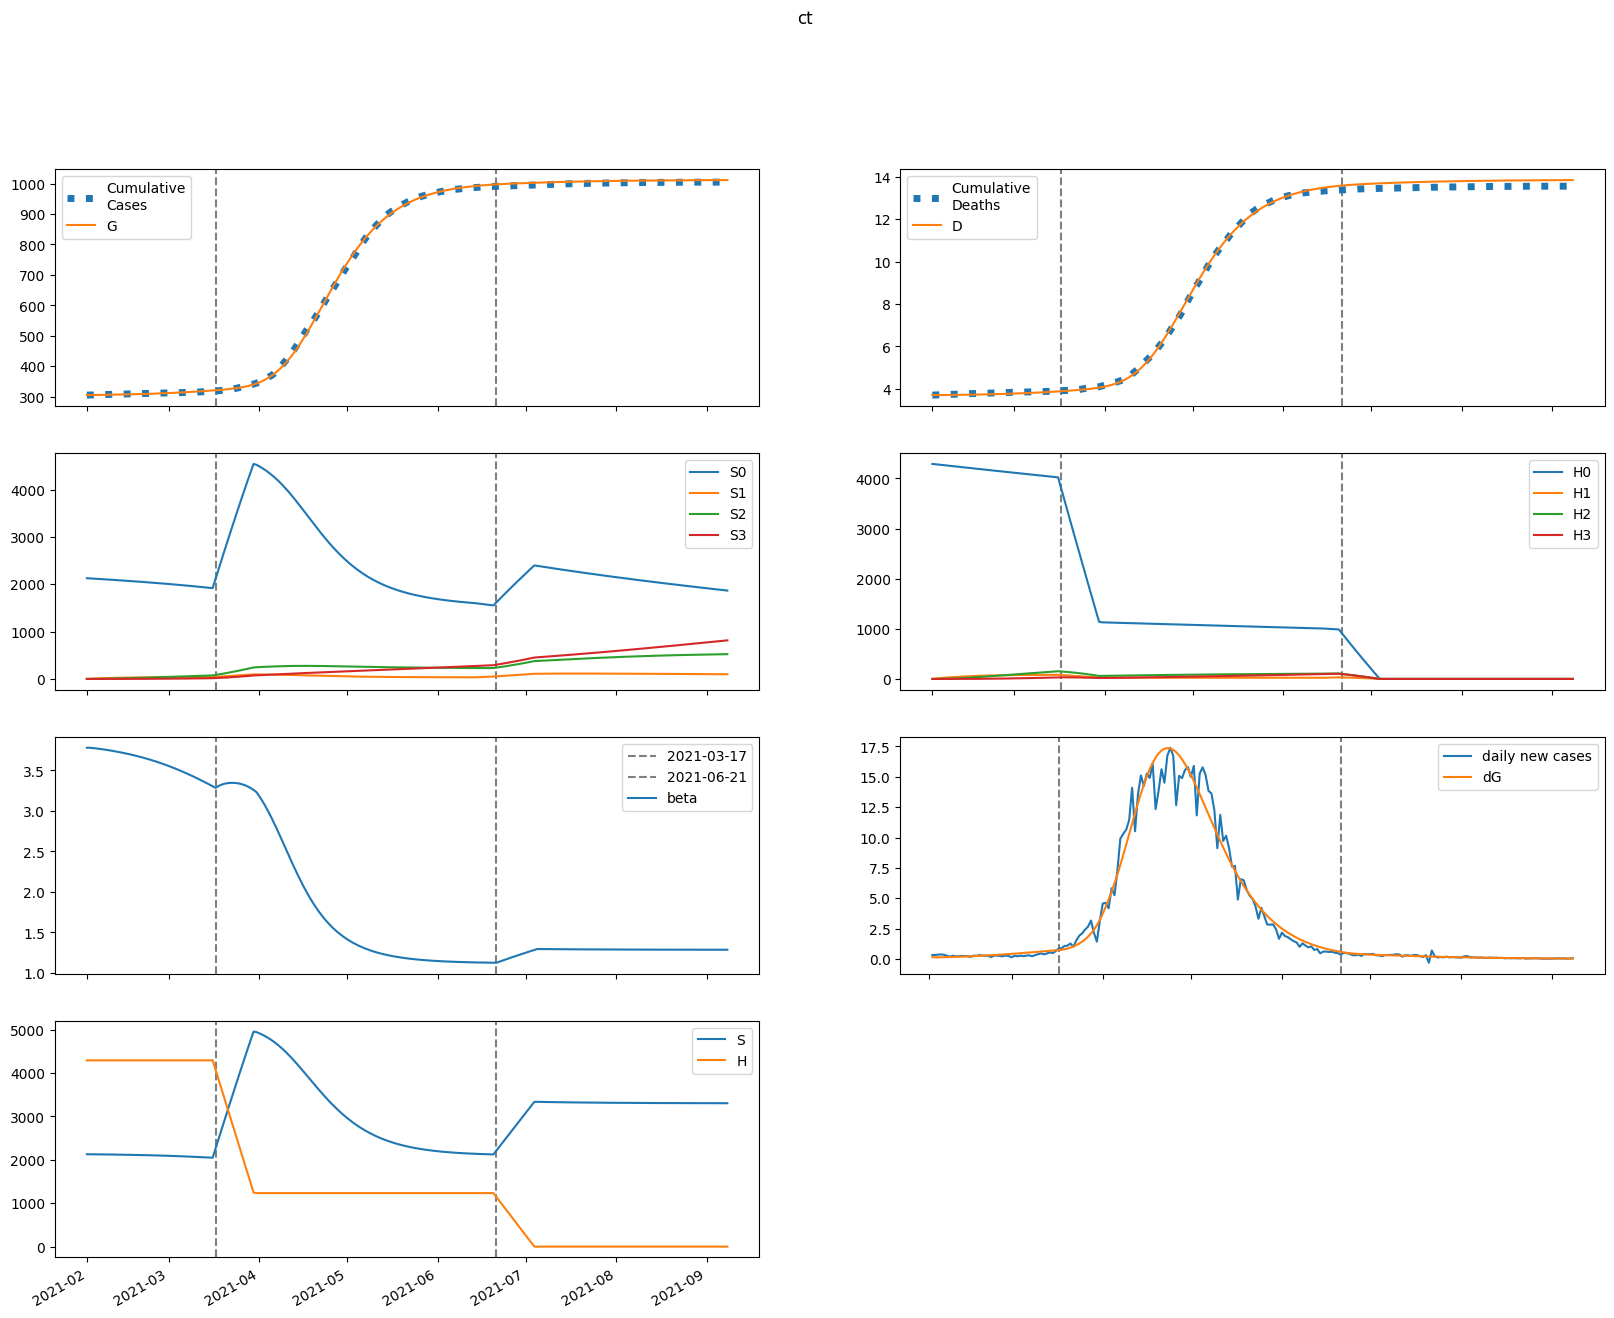 ct
1000
900
800
700
600
500
400
300
Cumulative
Cases
G
14
12
10
8
6
4
Cumulative
Deaths
D
4000
3000
2000
1000
0
S0
S1
S2
S3
4000
3000
2000
1000
0
H0
H1
H2
H3
3.5
3.0
2.5
2.0
1.5
1.0
2021-03-17
2021-06-21
beta
17.5
15.0
12.5
10.0
7.5
5.0
2.5
0.0
daily new cases
dG
5000
4000
3000
2000
1000
0
S
H
2021-02
2021-03
2021-04
2021-05
2021-06
2021-07
2021-08
2021-09